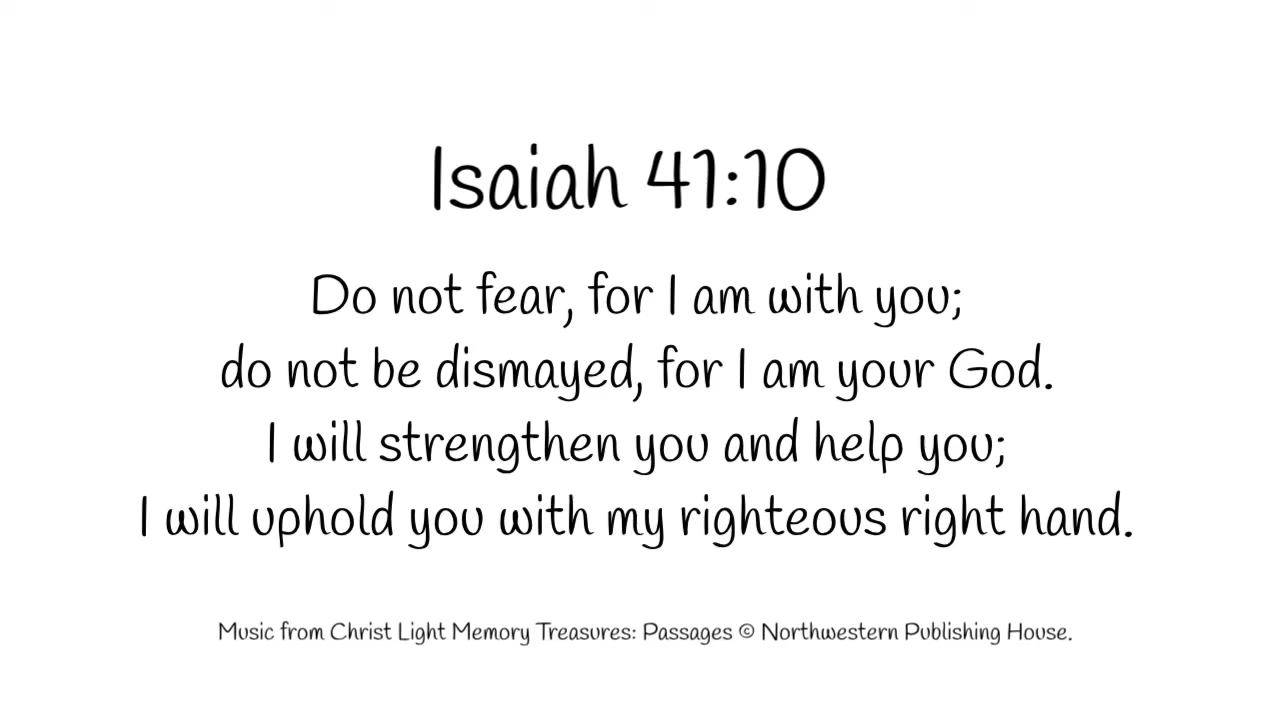 Isaiah 41:10
Do not fear, for I am with you;
do not be dismayed, for I am your God.
I will strengthen you and help you;
I will uphold you with my righteous right hand.
Music from Christ Light Memory Treasures: Passages © Northwestern Publishing House.